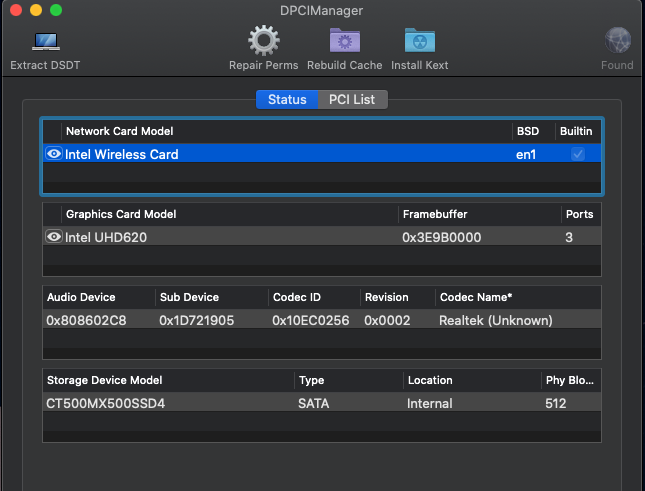 DPCIManager
Extract DSDT Repair Perms Rebuild Cache Install Kext Found
Status PCI List
Network Card Model BSD Builtin
Intel Wireless Card en1
Graphics Card Model Framebuffer Ports
Intel UHD620 0x3E9B0000 3
Audio Device Sub Device Codec ID Revision Codec Name*
0x808602C8 0x1D721905 0x10EC0256 0x0002 Realtek (Unknown)
Storage Device Model Type Location Phy Blo...
CT500MX500SSD4 SATA Internal 512